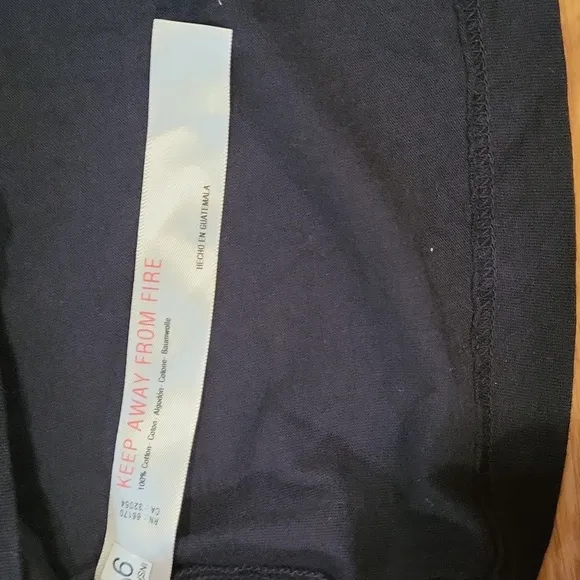 KEEP AWAY FROM FIRE
100% Cotton · Coton · Algodón · Cotone · Baumwolle
HECHO EN GUATEMALA
RN - 66170
CA 32054